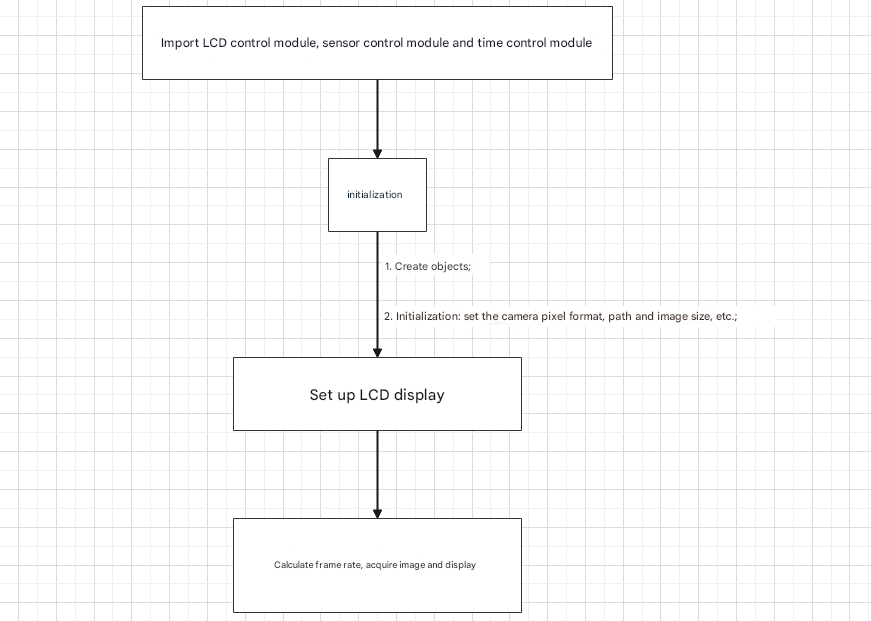 Import LCD control module, sensor control module and time control module
initialization
1. Create objects;
2. Initialization: set the camera pixel format, path and image size, etc.;
Set up LCD display
Calculate frame rate, acquire image and display